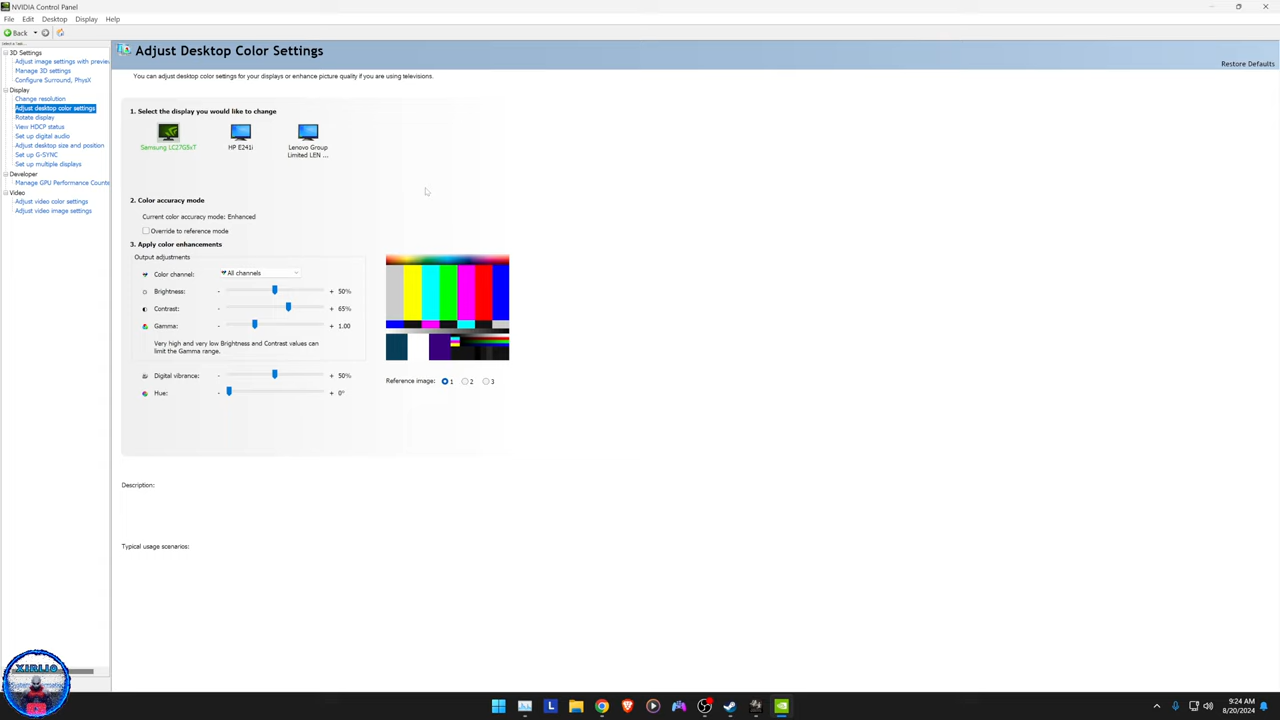 NVIDIA Control Panel
File Edit Desktop Display Help
Back
3D Settings
Adjust image settings with preview
Manage 3D settings
Configure Surround, PhysX
Display
Change resolution
Adjust desktop color settings
Rotate display
View HDCP status
Set up digital audio
Adjust desktop size and position
Set up G-SYNC
Set up multiple displays
Developer
Manage GPU Performance Counte
Video
Adjust video color settings
Adjust video image settings
XIRLIO
Adjust Desktop Color Settings
Restore Defaults
You can adjust desktop color settings for your displays or enhance picture quality if you are using televisions.
1. Select the display you would like to change
Samsung LC27G5xT
HP E241i
Lenovo Group
Limited LEN ...
2. Color accuracy mode
Current color accuracy mode: Enhanced
Override to reference mode
3. Apply color enhancements
Output adjustments
Color channel: All channels
Brightness: - + 50%
Contrast: - + 65%
Gamma: - + 1.00
Very high and very low Brightness and Contrast values can
limit the Gamma range.
Digital vibrance: - + 50%
Hue: - + 0°
Reference image: 1 2 3
Description:
Typical usage scenarios:
L
9:24 AM
8/20/2024